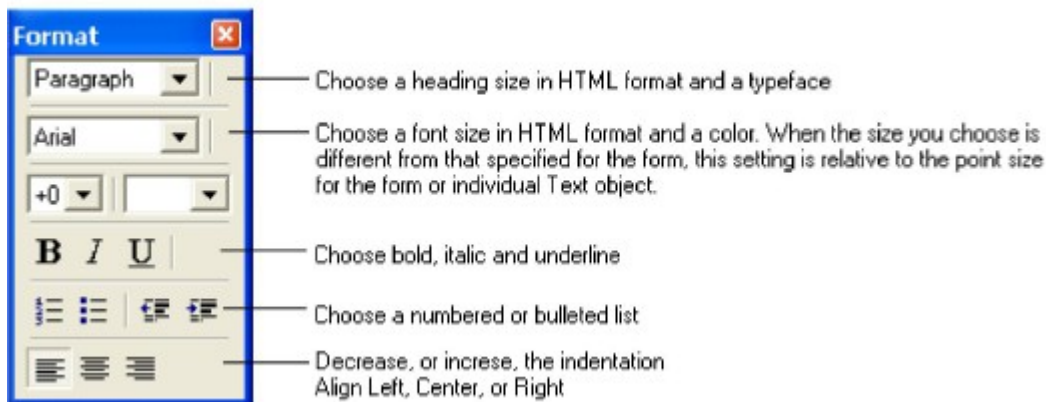 Format
Paragraph
Choose a heading size in HTML format and a typeface
Arial
Choose a font size in HTML format and a color. When the size you choose is
different from that specified for the form, this setting is relative to the point size
for the form or individual Text object.
+0
B I U
Choose bold, italic and underline
Choose a numbered or bulleted list
Decrease, or increse, the indentation
Align Left, Center, or Right